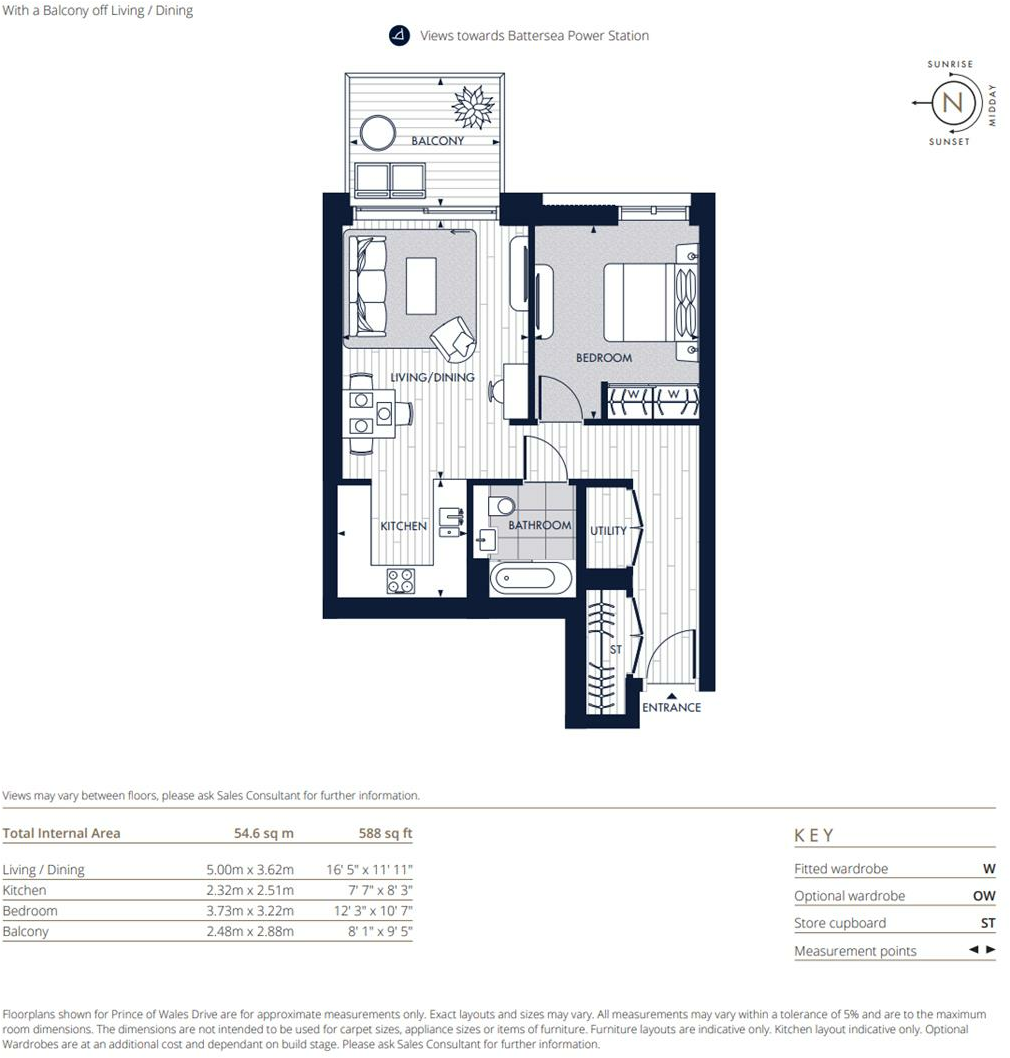 With a Balcony off Living / Dining
Views towards Battersea Power Station
SUNRISE
N
MIDDAY
SUNSET
BALCONY
BEDROOM
LIVING/DINING
W W
KITCHEN
BATHROOM
UTILITY
ST
ENTRANCE
Views may vary between floors, please ask Sales Consultant for further information.
Total Internal Area 54.6 sq m 588 sq ft
Living / Dining 5.00m x 3.62m 16' 5" x 11' 11"
Kitchen 2.32m x 2.51m 7' 7" x 8' 3"
Bedroom 3.73m x 3.22m 12' 3" x 10' 7"
Balcony 2.48m x 2.88m 8' 1" x 9' 5"
KEY
Fitted wardrobe W
Optional wardrobe OW
Store cupboard ST
Measurement points
Floorplans shown for Prince of Wales Drive are for approximate measurements only. Exact layouts and sizes may vary. All measurements may vary within a tolerance of 5% and are to the maximum
room dimensions. The dimensions are not intended to be used for carpet sizes, appliance sizes or items of furniture. Furniture layouts are indicative only. Kitchen layout indicative only. Optional
Wardrobes are at an additional cost and dependant on build stage. Please ask Sales Consultant for further information.